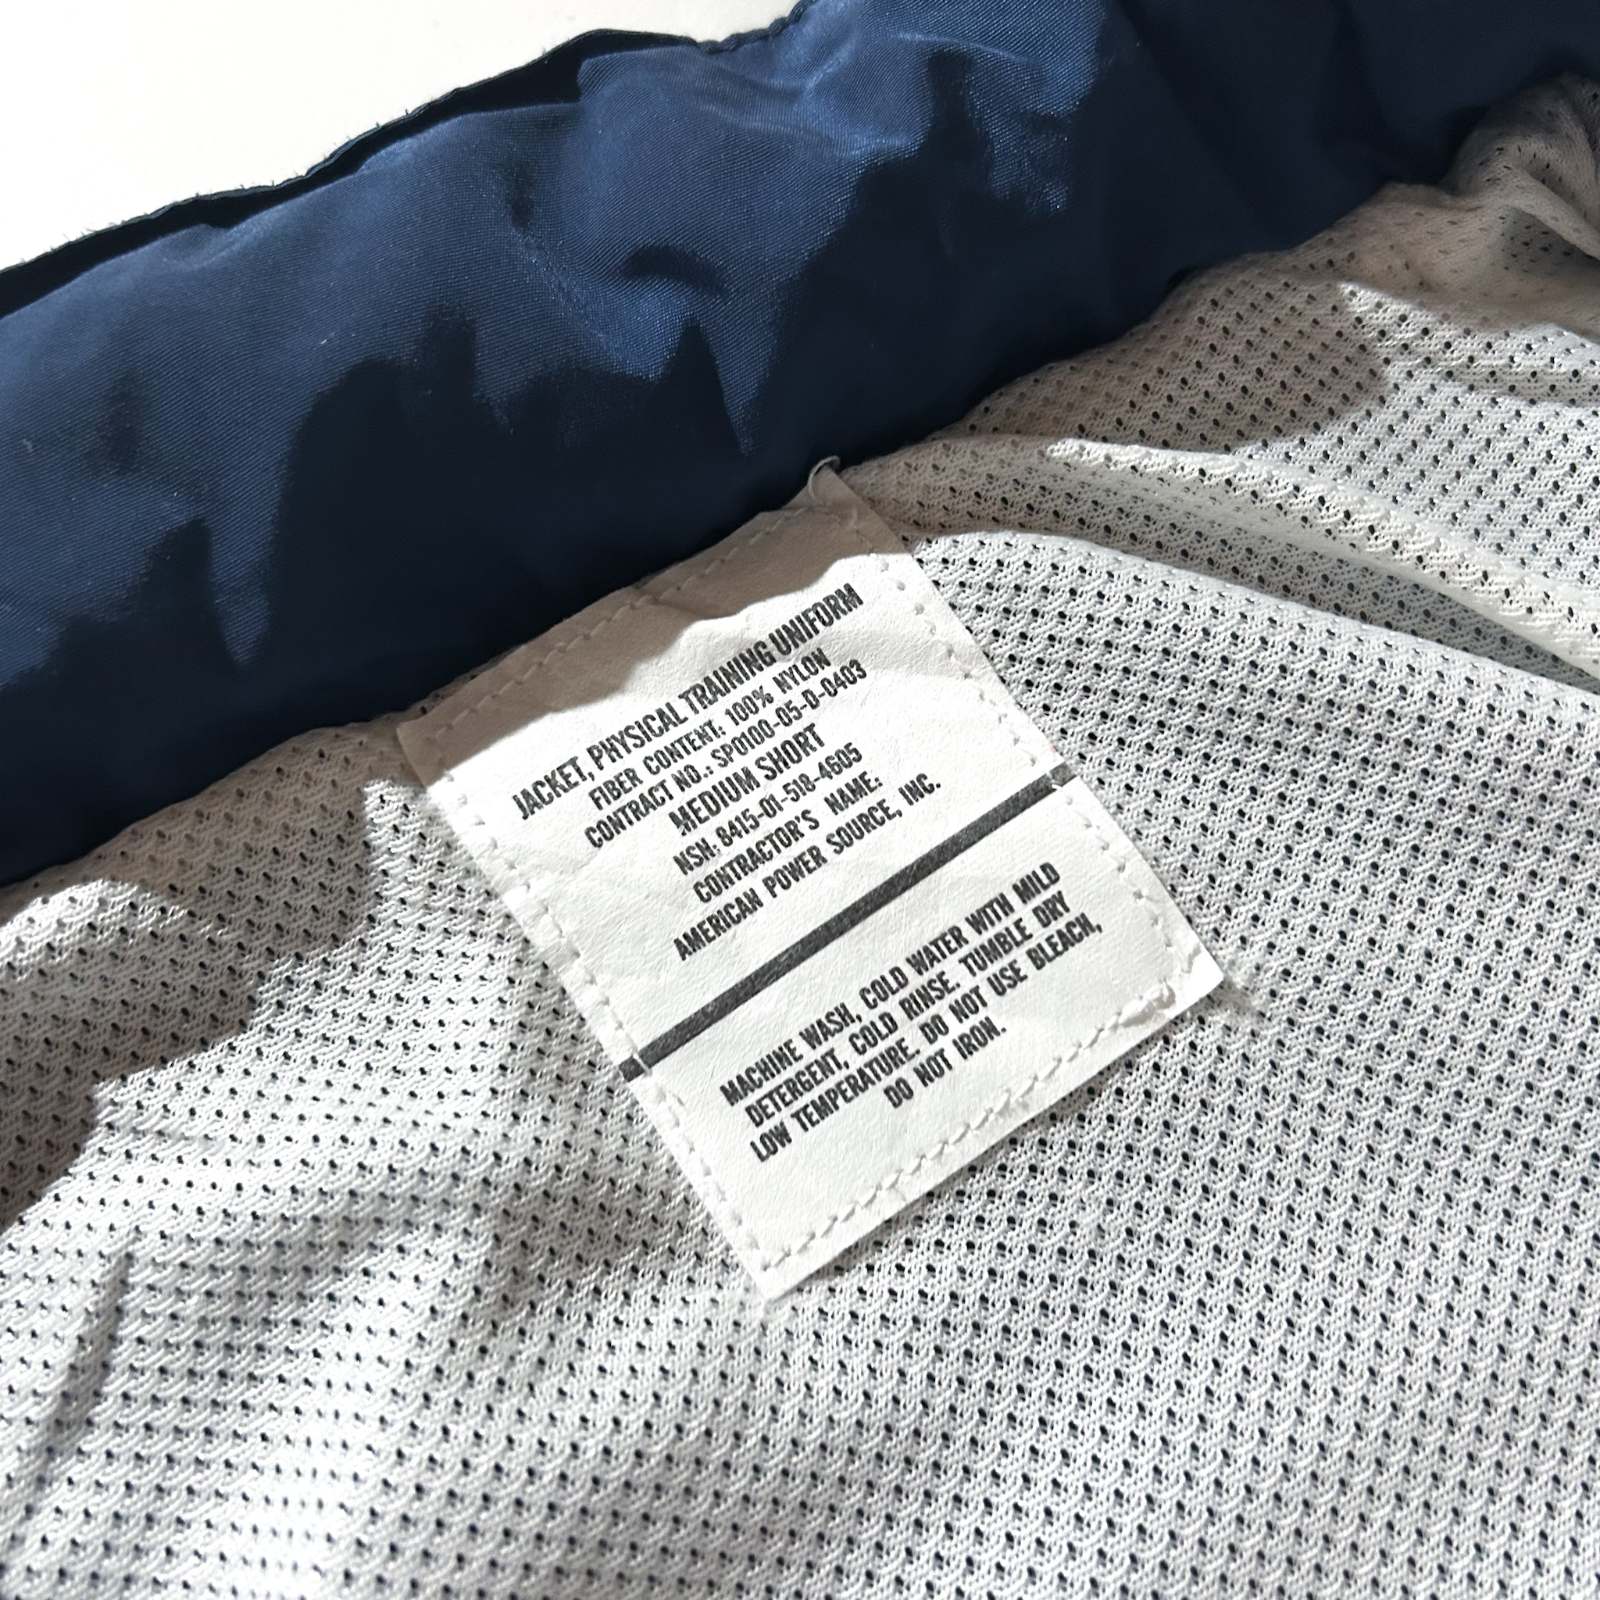 JACKET, PHYSICAL TRAINING UNIFORM
FIBER CONTENT: 100% NYLON
CONTRACT NO.: SP0100-05-D-0403
MEDIUM SHORT
NSN: 8415-01-518-4605
CONTRACTOR'S NAME:
AMERICAN POWER SOURCE, INC.
MACHINE WASH, COLD WATER WITH MILD
DETERGENT, COLD RINSE. TUMBLE DRY
LOW TEMPERATURE. DO NOT USE BLEACH,
DO NOT IRON.